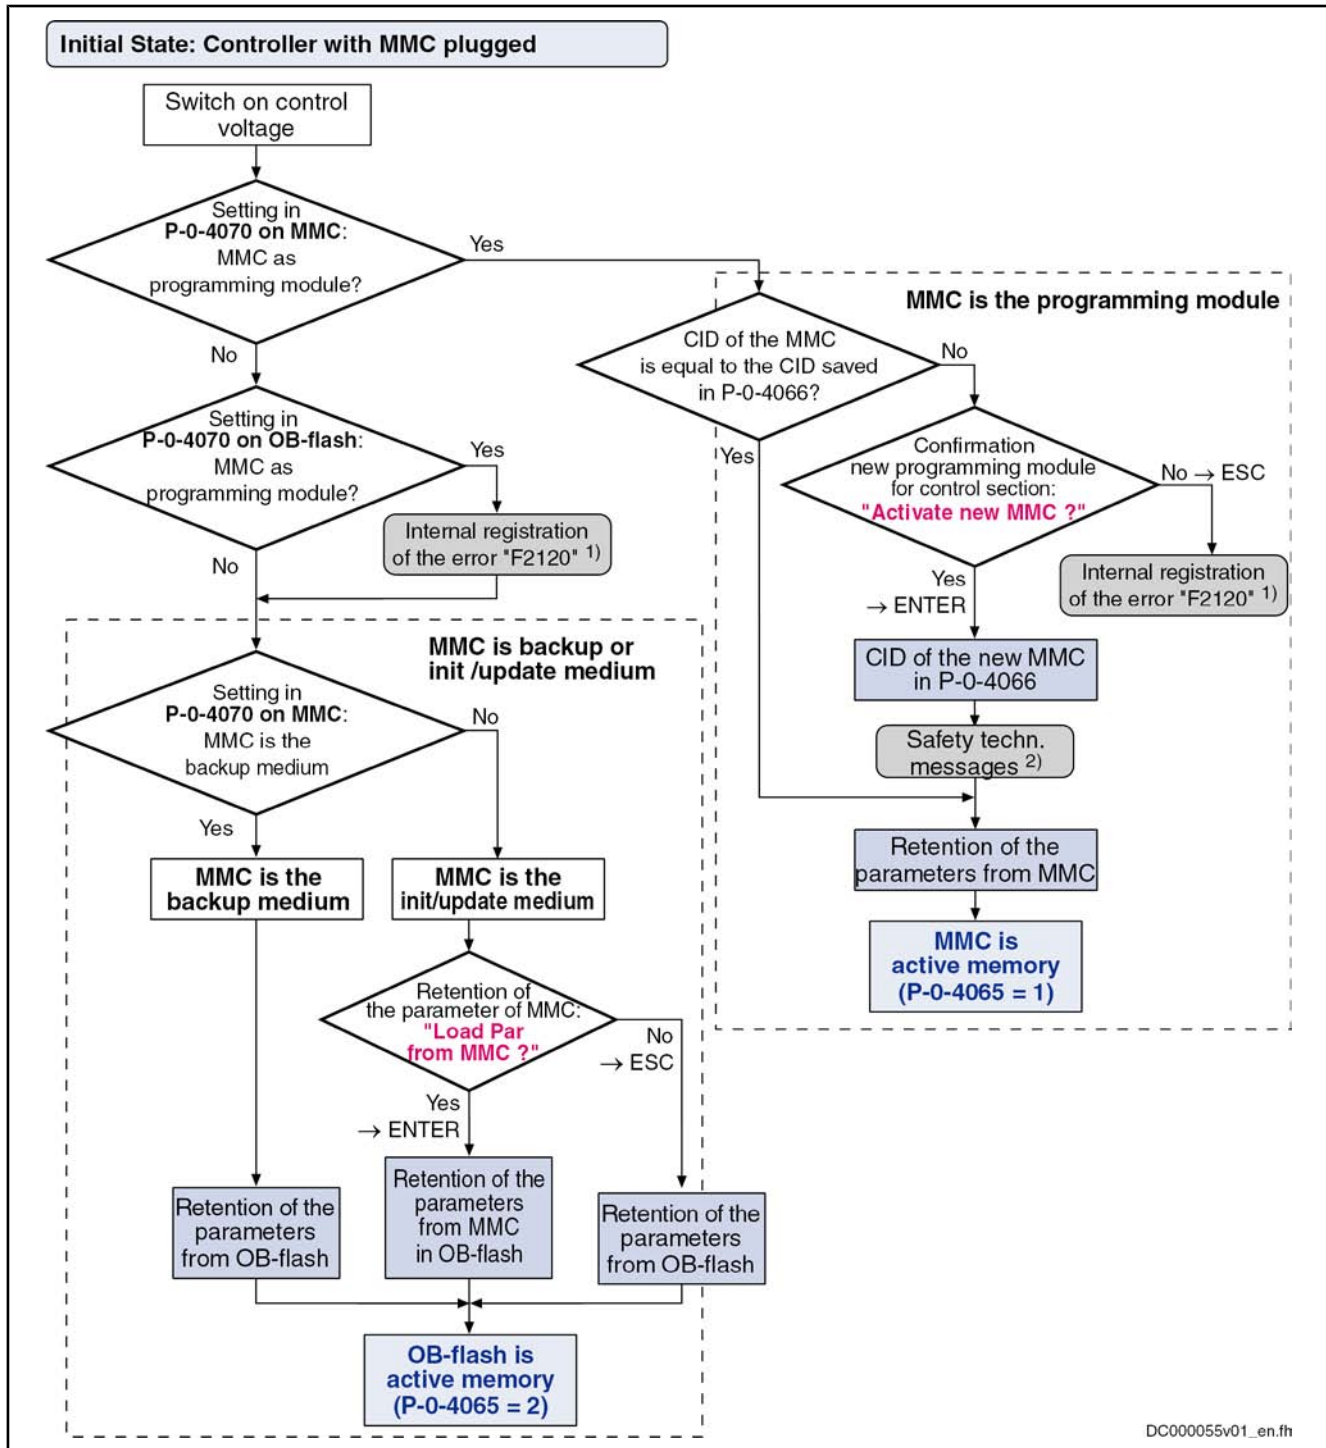 Initial State: Controller with MMC plugged
Switch on control
voltage
Setting in
P-0-4070 on MMC:
MMC as
programming module?
Yes
No
MMC is the programming module
CID of the MMC
is equal to the CID saved
in P-0-4066?
No
Yes
Setting in
P-0-4070 on OB-flash:
MMC as
programming module?
Yes
No
Internal registration
of the error "F2120" 1)
Confirmation
new programming module
for control section:
"Activate new MMC ?"
No → ESC
Yes
→ ENTER
Internal registration
of the error "F2120" 1)
CID of the new MMC
in P-0-4066
Safety techn.
messages 2)
Retention of the
parameters from MMC
MMC is
active memory
(P-0-4065 = 1)
MMC is backup or
init /update medium
Setting in
P-0-4070 on MMC:
MMC is the
backup medium
No
Yes
MMC is the
backup medium
MMC is the
init/update medium
Retention of
the parameter of MMC:
"Load Par
from MMC ?"
No
→ ESC
Yes
→ ENTER
Retention of the
parameters
from OB-flash
Retention of the
parameters
from MMC
in OB-flash
Retention of the
parameters
from OB-flash
OB-flash is
active memory
(P-0-4065 = 2)
DC000055v01_en.fh